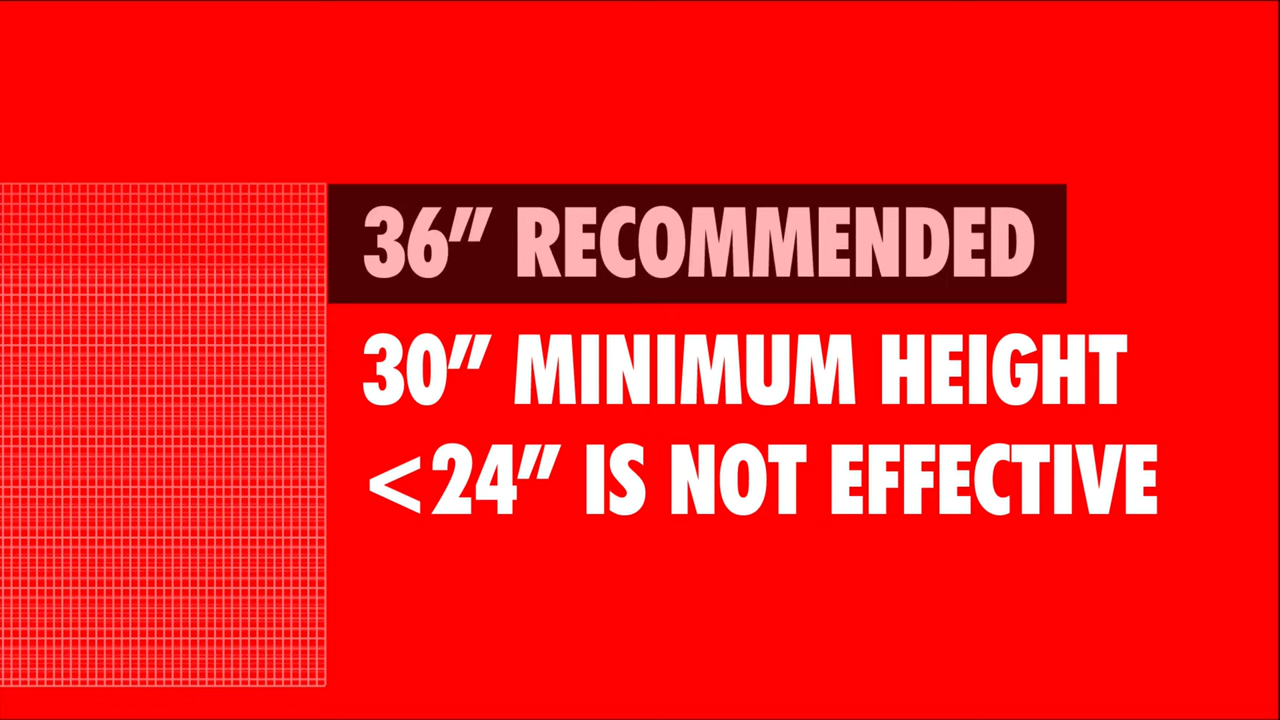 36” RECOMMENDED
30” MINIMUM HEIGHT
<24” IS NOT EFFECTIVE